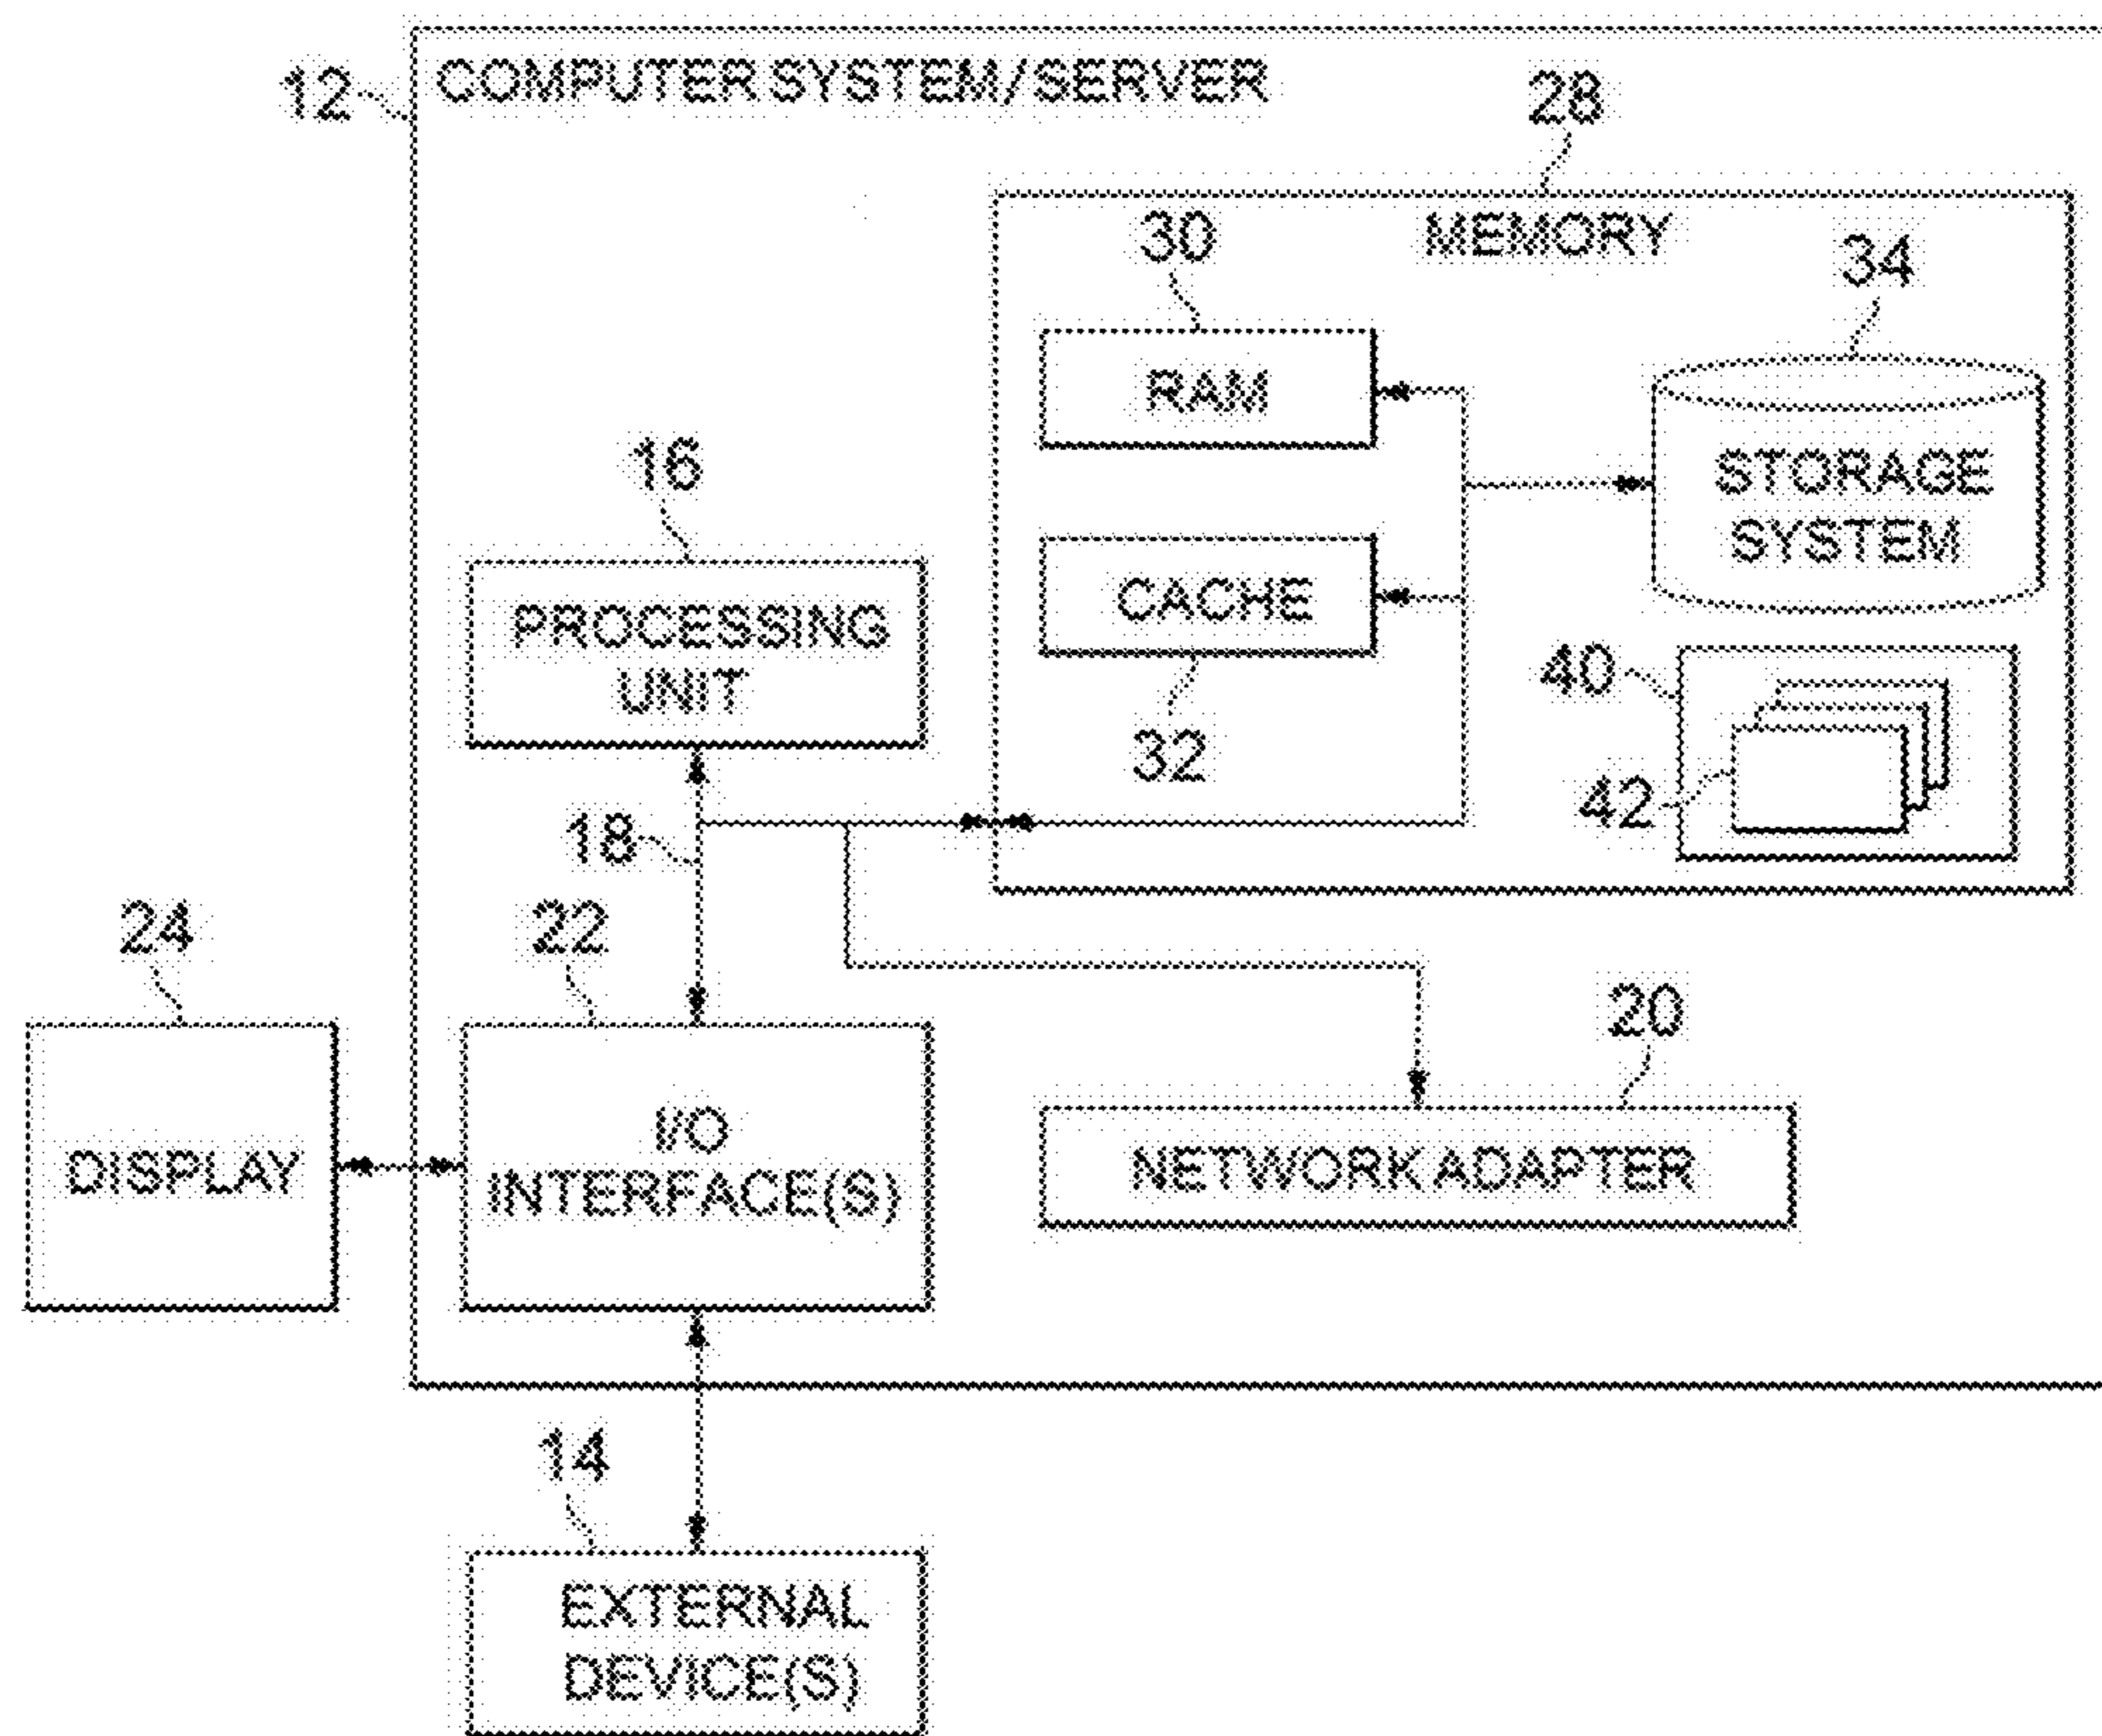 12
COMPUTER SYSTEM/SERVER
28
MEMORY
30
34
RAM
STORAGE
SYSTEM
16
PROCESSING
UNIT
CACHE
32
40
42
18
24
22
20
DISPLAY
I/O
INTERFACE(S)
NETWORK ADAPTER
14
EXTERNAL
DEVICE(S)